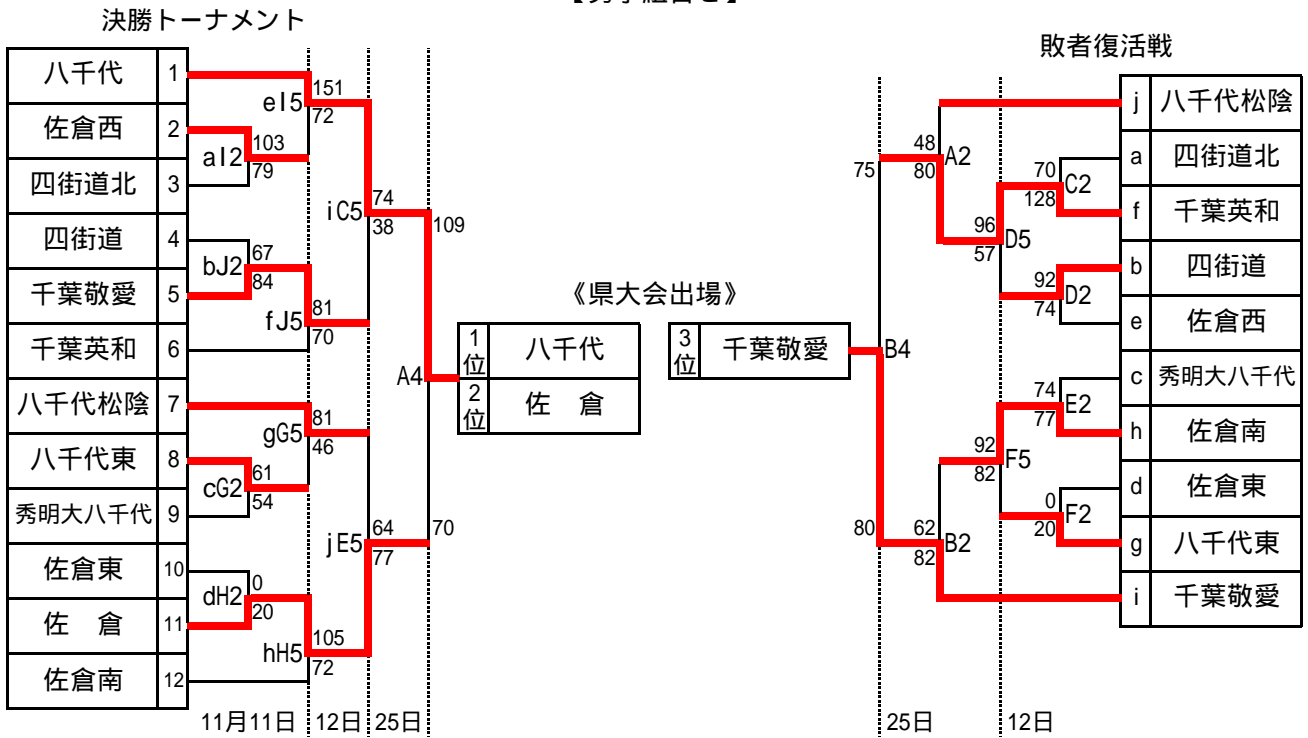 決勝トーナメント
敗者復活戦
八千代 1
佐倉西 2
四街道北 3
四街道 4
千葉敬愛 5
千葉英和 6
八千代松陰 7
八千代東 8
秀明大八千代 9
佐倉東 10
佐 倉 11
佐倉南 12
aI2 103 79
bJ2 67 84
cG2 61 54
dH2 0 20
eI5 151 72
fJ5 81 70
gG5 81 46
hH5 105 72
iC5 74 38
jE5 64 77
A4 109 70
11月11日 12日 25日
《県大会出場》
1位 八千代
2位 佐 倉
3位 千葉敬愛
B4 75 80
A2 48 80
B2 62 82
D5 96 57
F5 92 82
C2 70 128
D2 92 74
E2 74 77
F2 0 20
j 八千代松陰
a 四街道北
f 千葉英和
b 四街道
e 佐倉西
c 秀明大八千代
h 佐倉南
d 佐倉東
g 八千代東
i 千葉敬愛
25日 12日